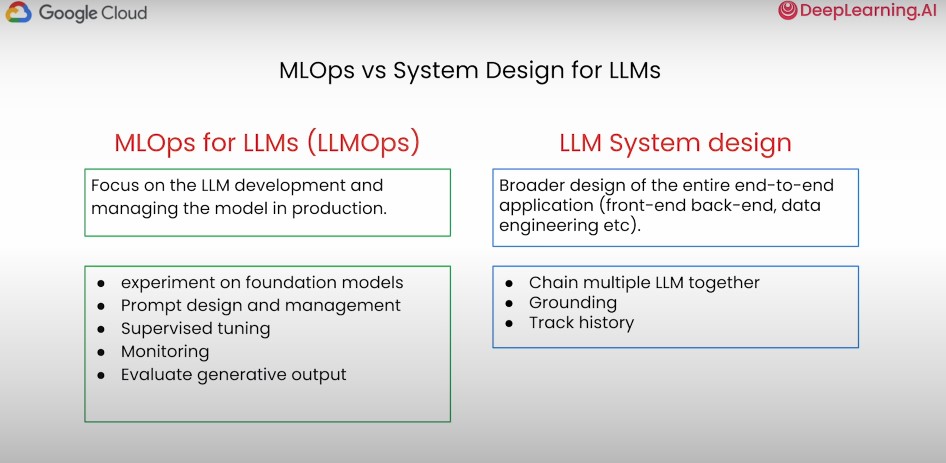 Google Cloud
DeepLearning.AI
MLOps vs System Design for LLMs
MLOps for LLMs (LLMOps)
Focus on the LLM development and
managing the model in production.
● experiment on foundation models
● Prompt design and management
● Supervised tuning
● Monitoring
● Evaluate generative output
LLM System design
Broader design of the entire end-to-end
application (front-end back-end, data
engineering etc).
● Chain multiple LLM together
● Grounding
● Track history